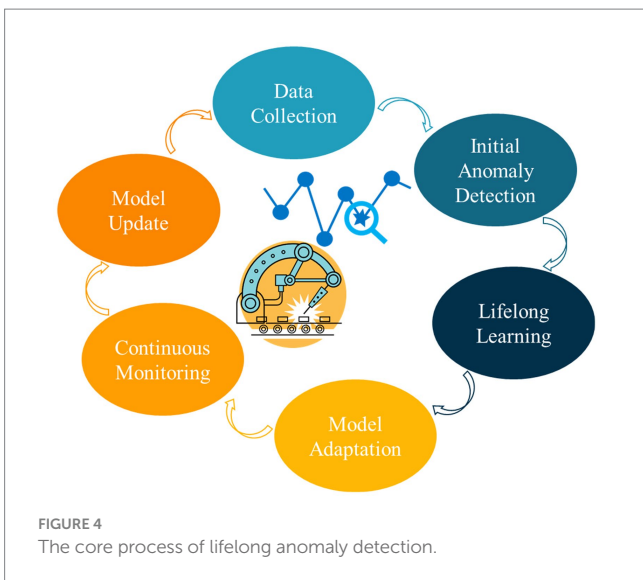 Data
Collection
Initial
Anomaly
Detection
Lifelong
Learning
Model
Adaptation
Continuous
Monitoring
Model
Update
FIGURE 4
The core process of lifelong anomaly detection.